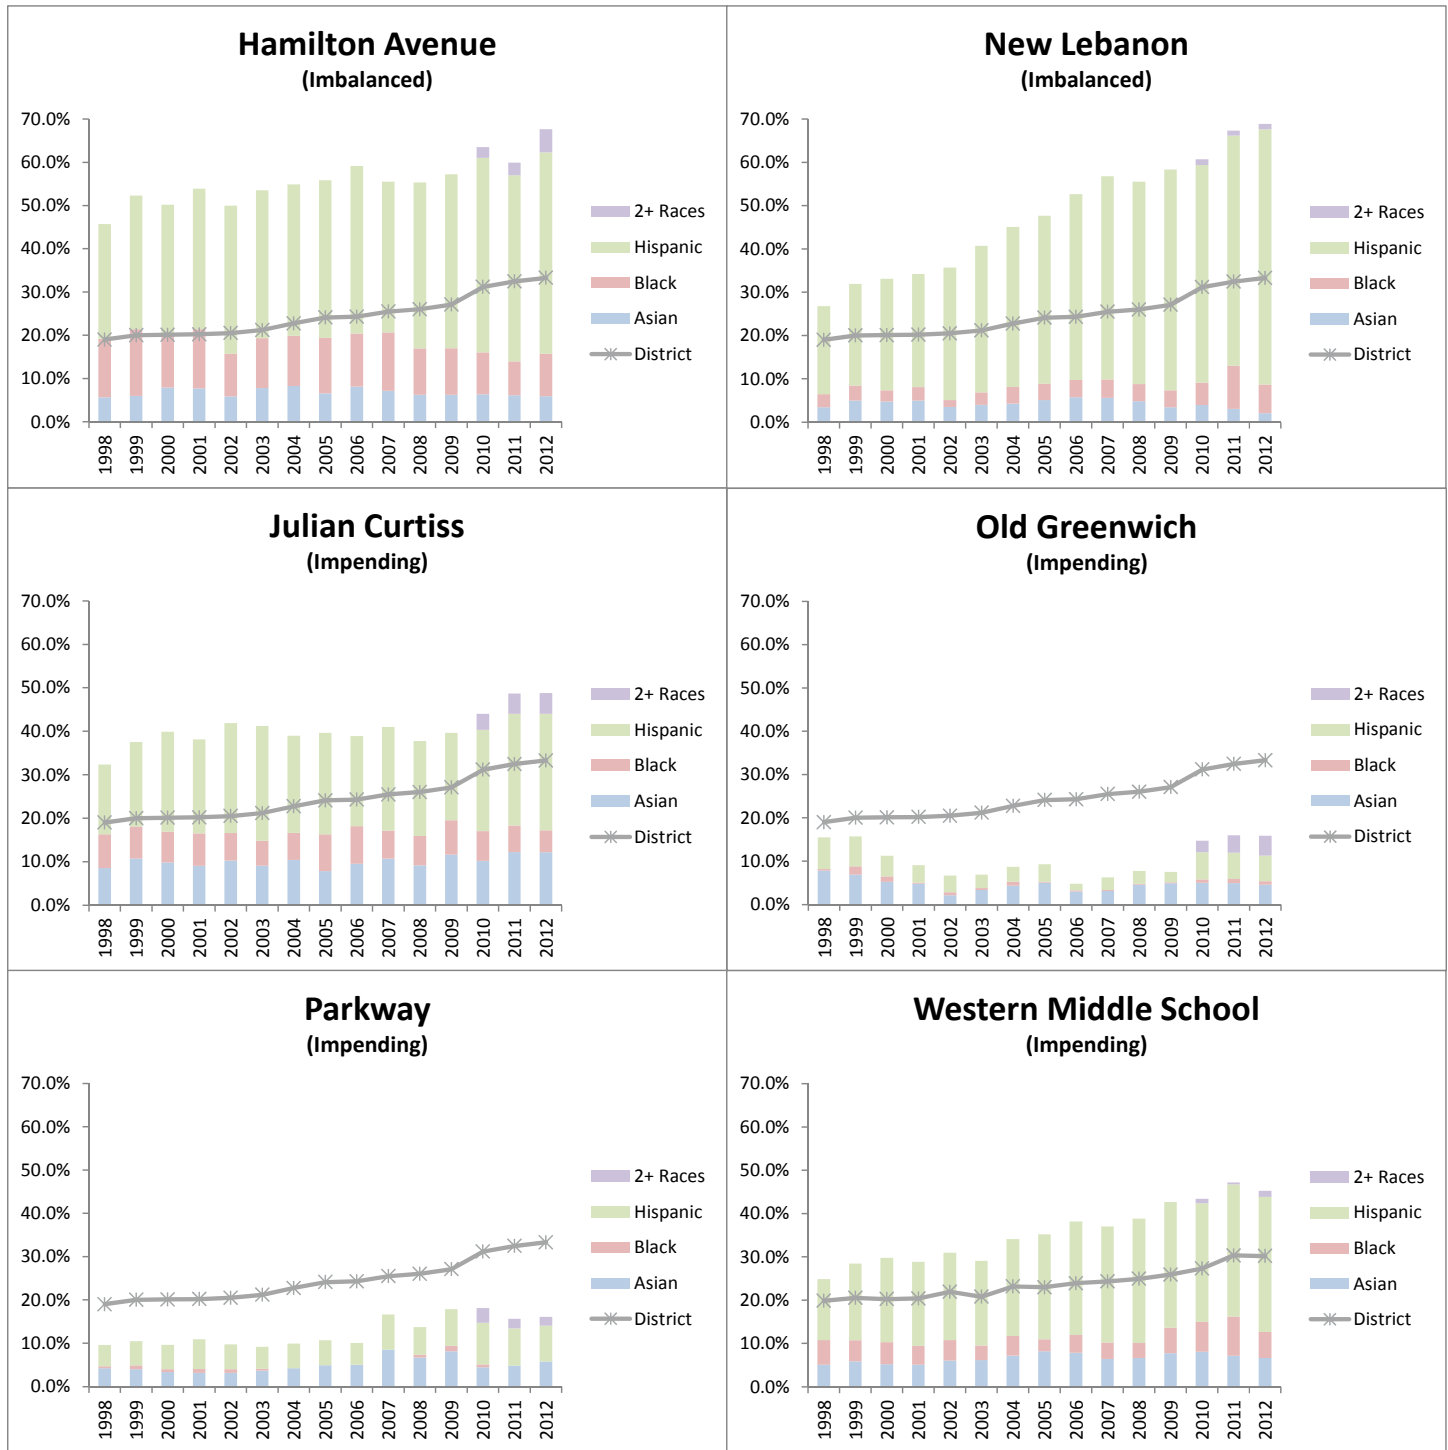 Hamilton Avenue
(Imbalanced)
70.0%
60.0%
50.0%
40.0%
30.0%
20.0%
10.0%
0.0%
2+ Races
Hispanic
Black
Asian
District
1998 1999 2000 2001 2002 2003 2004 2005 2006 2007 2008 2009 2010 2011 2012
New Lebanon
(Imbalanced)
70.0%
60.0%
50.0%
40.0%
30.0%
20.0%
10.0%
0.0%
2+ Races
Hispanic
Black
Asian
District
1998 1999 2000 2001 2002 2003 2004 2005 2006 2007 2008 2009 2010 2011 2012
Julian Curtiss
(Impending)
70.0%
60.0%
50.0%
40.0%
30.0%
20.0%
10.0%
0.0%
2+ Races
Hispanic
Black
Asian
District
1998 1999 2000 2001 2002 2003 2004 2005 2006 2007 2008 2009 2010 2011 2012
Old Greenwich
(Impending)
70.0%
60.0%
50.0%
40.0%
30.0%
20.0%
10.0%
0.0%
2+ Races
Hispanic
Black
Asian
District
1998 1999 2000 2001 2002 2003 2004 2005 2006 2007 2008 2009 2010 2011 2012
Parkway
(Impending)
70.0%
60.0%
50.0%
40.0%
30.0%
20.0%
10.0%
0.0%
2+ Races
Hispanic
Black
Asian
District
1998 1999 2000 2001 2002 2003 2004 2005 2006 2007 2008 2009 2010 2011 2012
Western Middle School
(Impending)
70.0%
60.0%
50.0%
40.0%
30.0%
20.0%
10.0%
0.0%
2+ Races
Hispanic
Black
Asian
District
1998 1999 2000 2001 2002 2003 2004 2005 2006 2007 2008 2009 2010 2011 2012